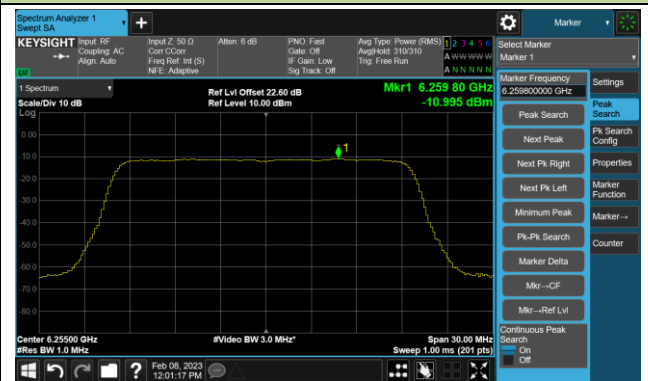 Spectrum Analyzer 1
Swept SA
Marker
KEYSIGHT
Input: RF
Coupling: AC
Align: Auto
Input Z: 50 Ω
Corr CCorr
Freq Ref: Int (S)
NFE: Adaptive
Atten: 6 dB
PNO: Fast
Gate: Off
IF Gain: Low
Sig Track: Off
Avg Type: Power (RMS)
Avg|Hold: 310/310
Trig: Free Run
1 2 3 4 5 6
A W W W W W
A N N N N N
LXI
Select Marker
Marker 1
1 Spectrum
Scale/Div 10 dB
Log
Ref Lvl Offset 22.60 dB
Ref Level 10.00 dBm
Mkr1 6.259 80 GHz
-10.995 dBm
1
0.00
-10.0
-20.0
-30.0
-40.0
-50.0
-60.0
-70.0
-80.0
Center 6.25500 GHz
#Res BW 1.0 MHz
#Video BW 3.0 MHz*
Span 30.00 MHz
Sweep 1.00 ms (201 pts)
Marker Frequency
6.259800000 GHz
Peak Search
Next Peak
Next Pk Right
Next Pk Left
Minimum Peak
Pk-Pk Search
Marker Delta
Mkr→CF
Mkr→Ref Lvl
Continuous Peak
Search
On
Off
Settings
Peak
Search
Pk Search
Config
Properties
Marker
Function
Marker→
Counter
?
Feb 08, 2023
12:01:17 PM